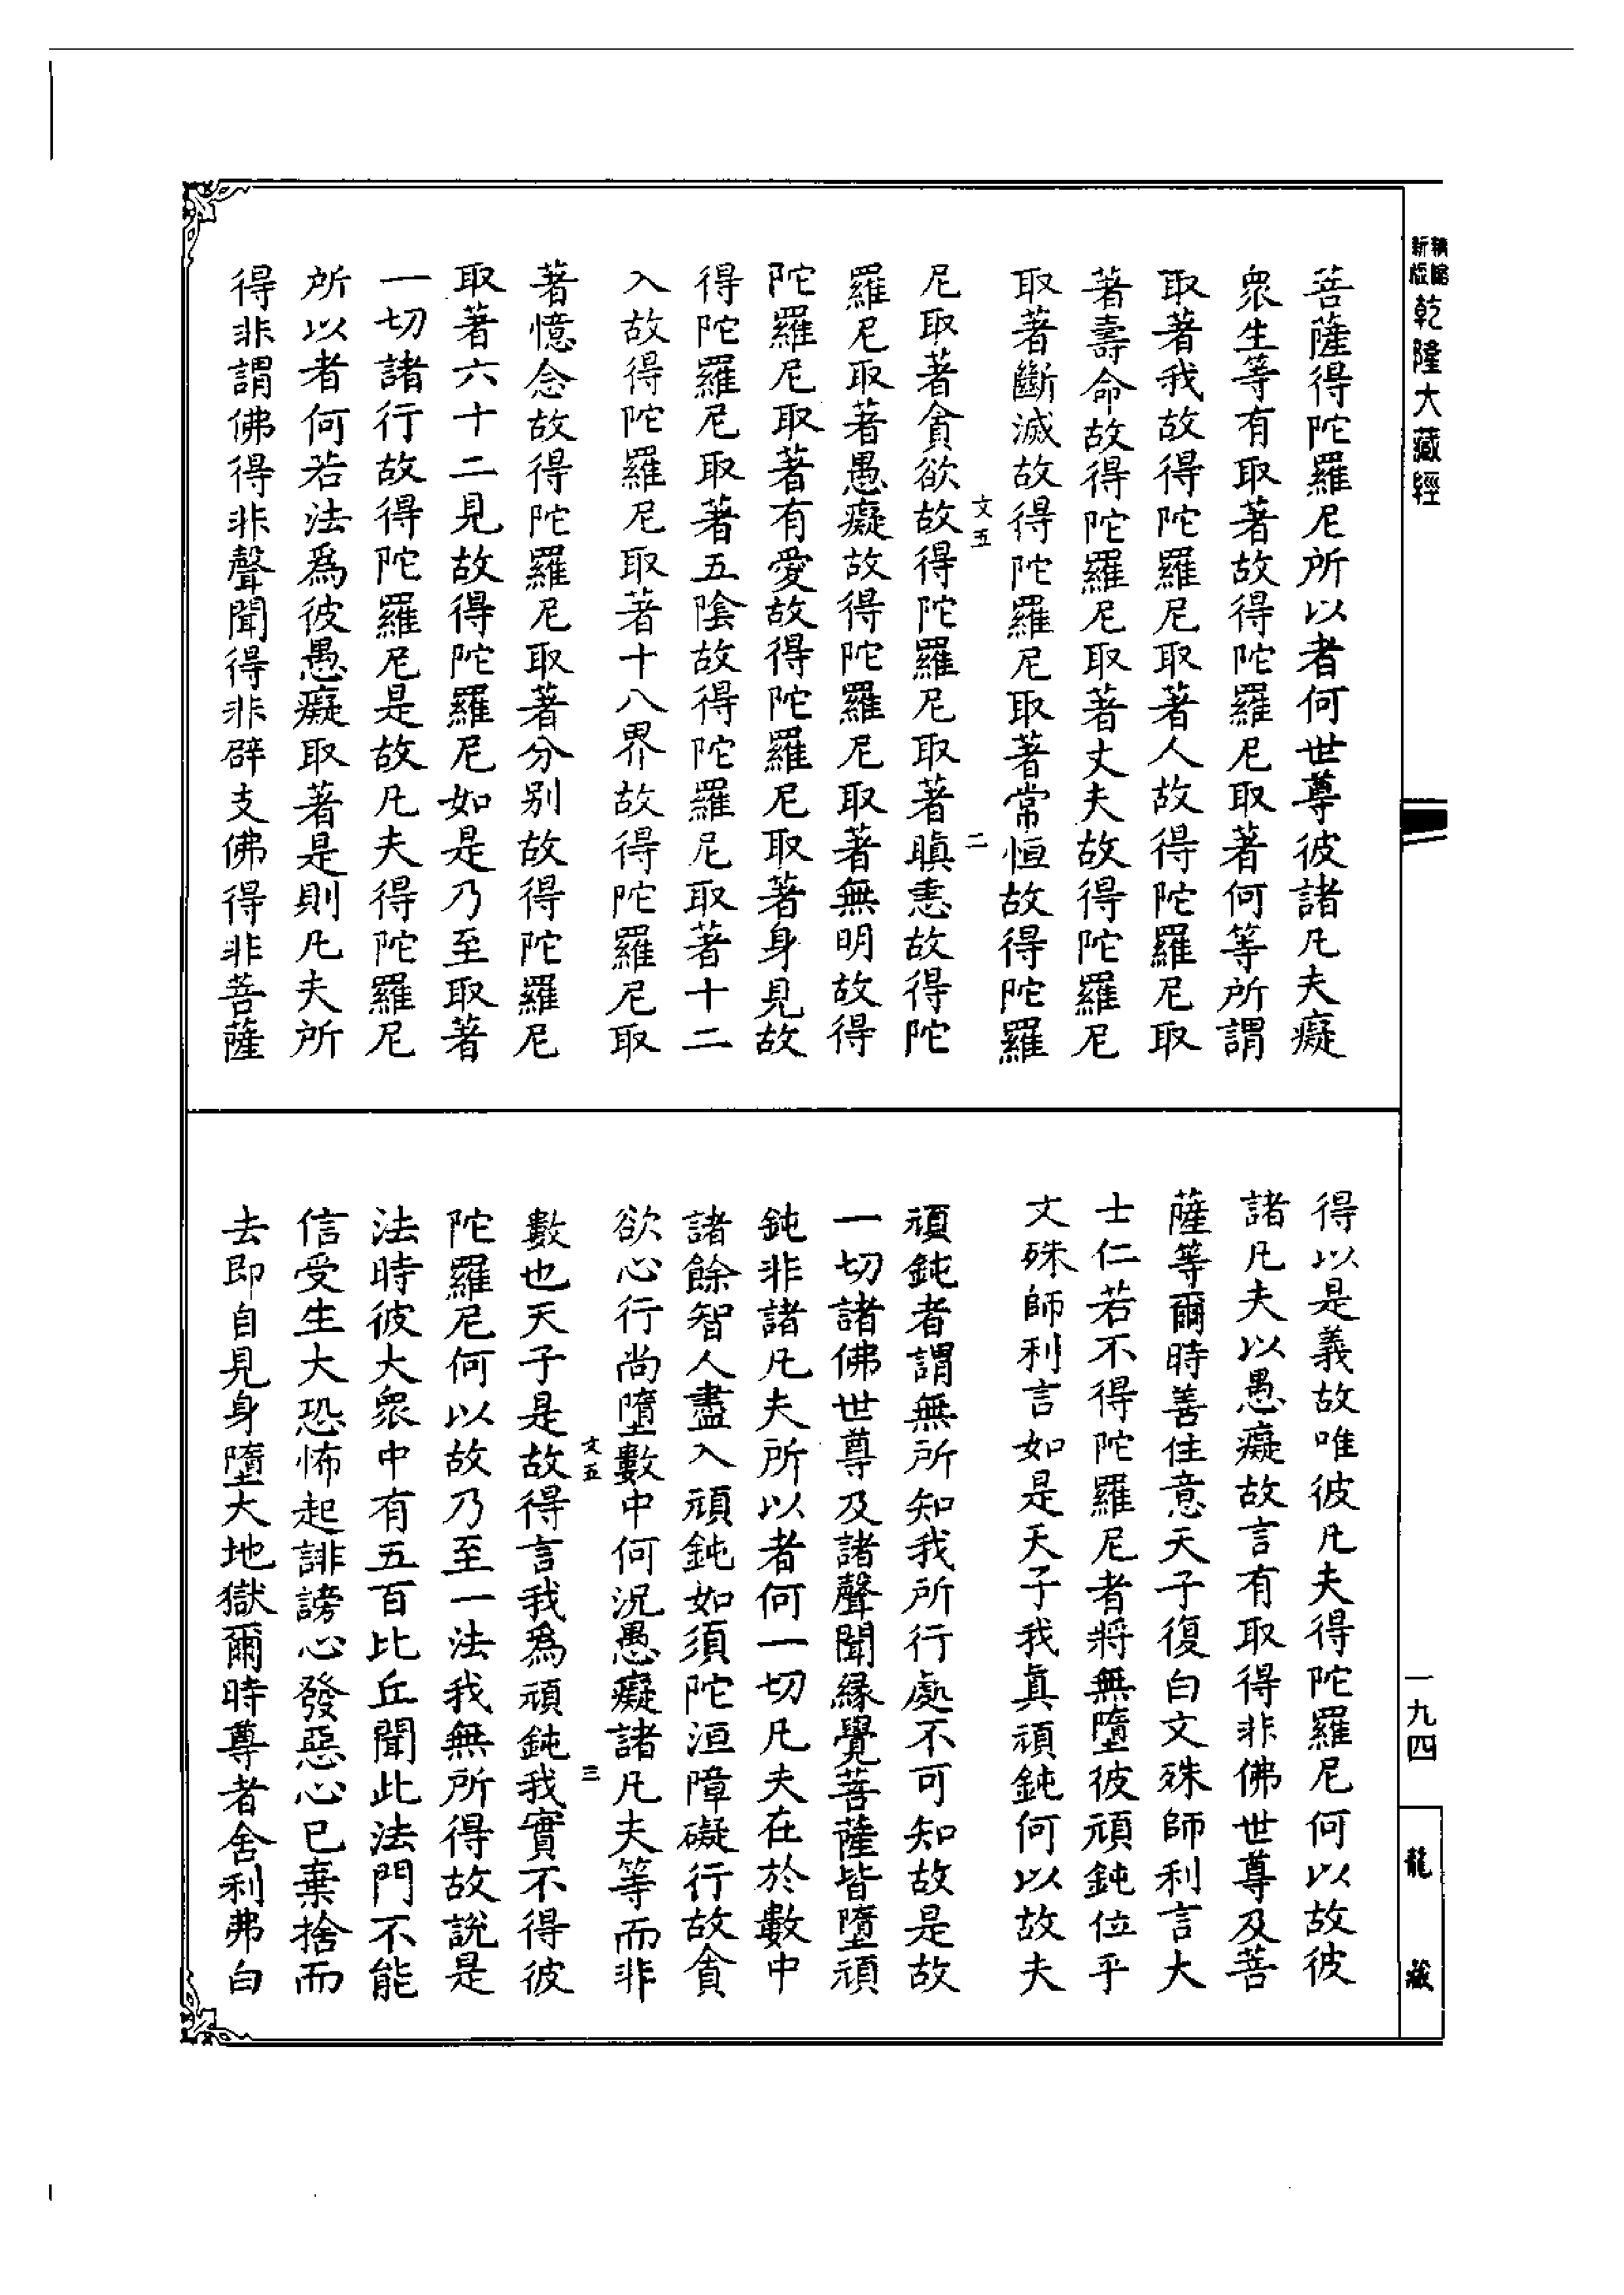 新編縮版
乾隆大藏經
菩薩得陀羅尼所以者何世尊彼諸凡夫癡
眾生等有取著故得陀羅尼取著何等所謂
取著我故得陀羅尼取著人故得陀羅尼取
著壽命故得陀羅尼取著丈夫故得陀羅尼
取著斷滅故得陀羅尼取著常恒故得陀羅
文五
二
尼取著貪欲故得陀羅尼取著瞋恚故得陀
羅尼取著愚癡故得陀羅尼取著無明故得
陀羅尼取著有愛故得陀羅尼取著身見故
得陀羅尼取著五陰故得陀羅尼取著十二
入故得陀羅尼取著十八界故得陀羅尼取
著憶念故得陀羅尼取著分别故得陀羅尼
取著六十二見故得陀羅尼如是乃至取著
一切諸行故得陀羅尼是故凡夫得陀羅尼
所以者何若法爲彼愚癡取著是則凡夫所
得非謂佛得非聲聞得非辟支佛得非菩薩
得以是義故唯彼凡夫得陀羅尼何以故彼
諸凡夫以愚癡故言有取得非佛世尊及菩
薩等爾時善住意天子復白文殊師利言大
士仁若不得陀羅尼者將無墮彼頑鈍位乎
文殊師利言如是天子我真頑鈍何以故夫
頑鈍者謂無所知我所行處不可知故是故
一切諸佛世尊及諸聲聞緣覺菩薩皆墮頑
鈍非諸凡夫所以者何一切凡夫在於數中
諸餘智人盡入頑鈍如須陀洹障礙行故貪
欲心行尚墮數中何況愚癡諸凡夫等而非
文五
三
數也天子是故得言我爲頑鈍我實不得彼
陀羅尼何以故乃至一法我無所得故說是
法時彼大眾中有五百比丘聞此法門不能
信受生大恐怖起誹謗心發惡心已棄捨而
去即自見身墮大地獄爾時尊者舍利弗白
一九四
龍藏